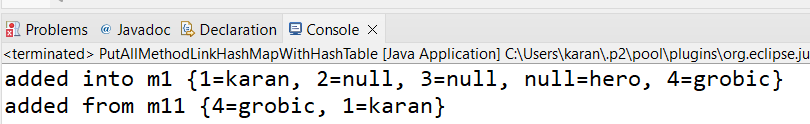 Problems @ Javadoc Declaration Console
<terminated> PutAllMethodLinkHashMapWithHashTable [Java Application] C:\Users\karan\.p2\pool\plugins\org.eclipse.ju
added into m1 {1=karan, 2=null, 3=null, null=hero, 4=grobic}
added from m11 {4=grobic, 1=karan}